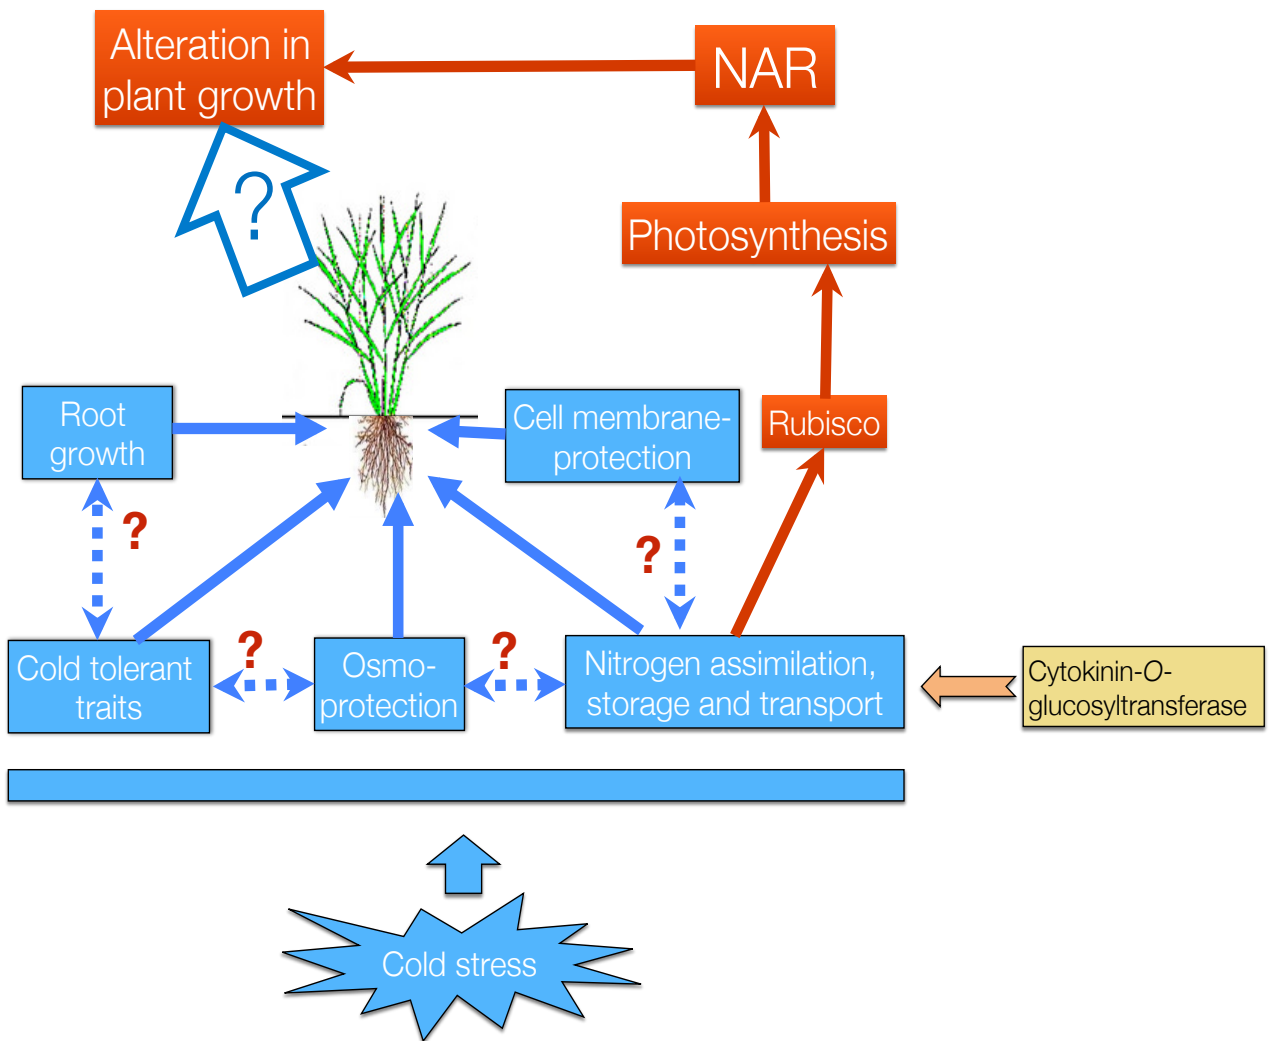 Alteration in
plant growth
NAR
?
Photosynthesis
Root
growth
Cell membrane-
protection
Rubisco
?
?
Cold tolerant
traits
?
Osmo-
protection
?
Nitrogen assimilation,
storage and transport
Cytokinin-O-
glucosyltransferase
Cold stress